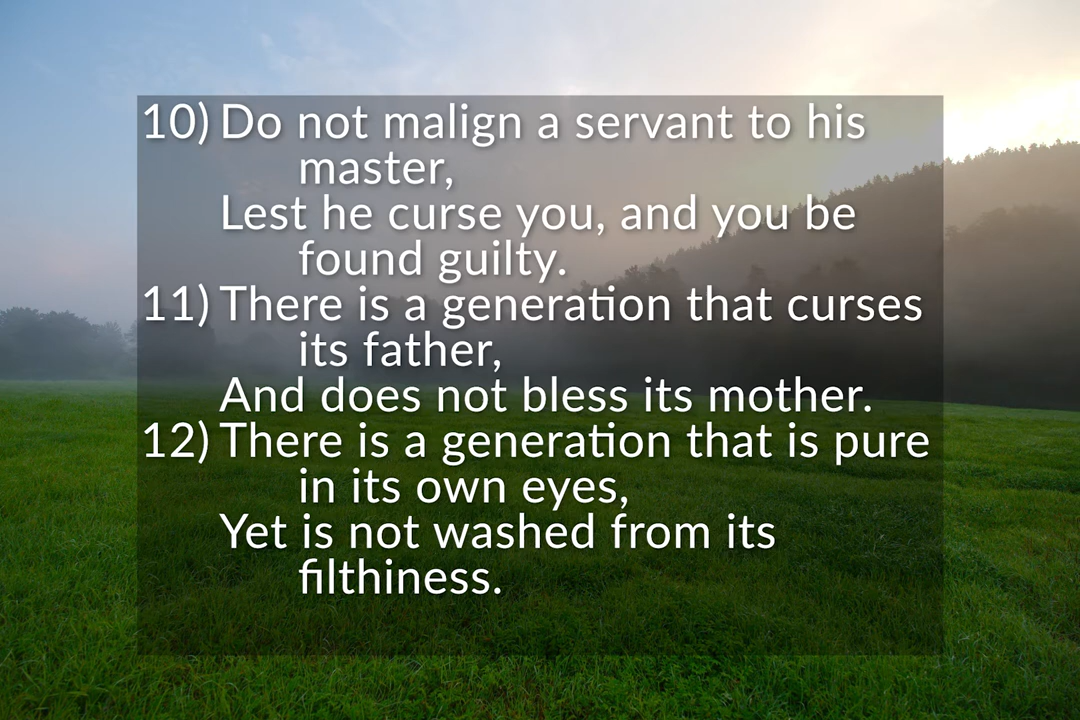 10) Do not malign a servant to his
master,
Lest he curse you, and you be
found guilty.
11) There is a generation that curses
its father,
And does not bless its mother.
12) There is a generation that is pure
in its own eyes,
Yet is not washed from its
filthiness.